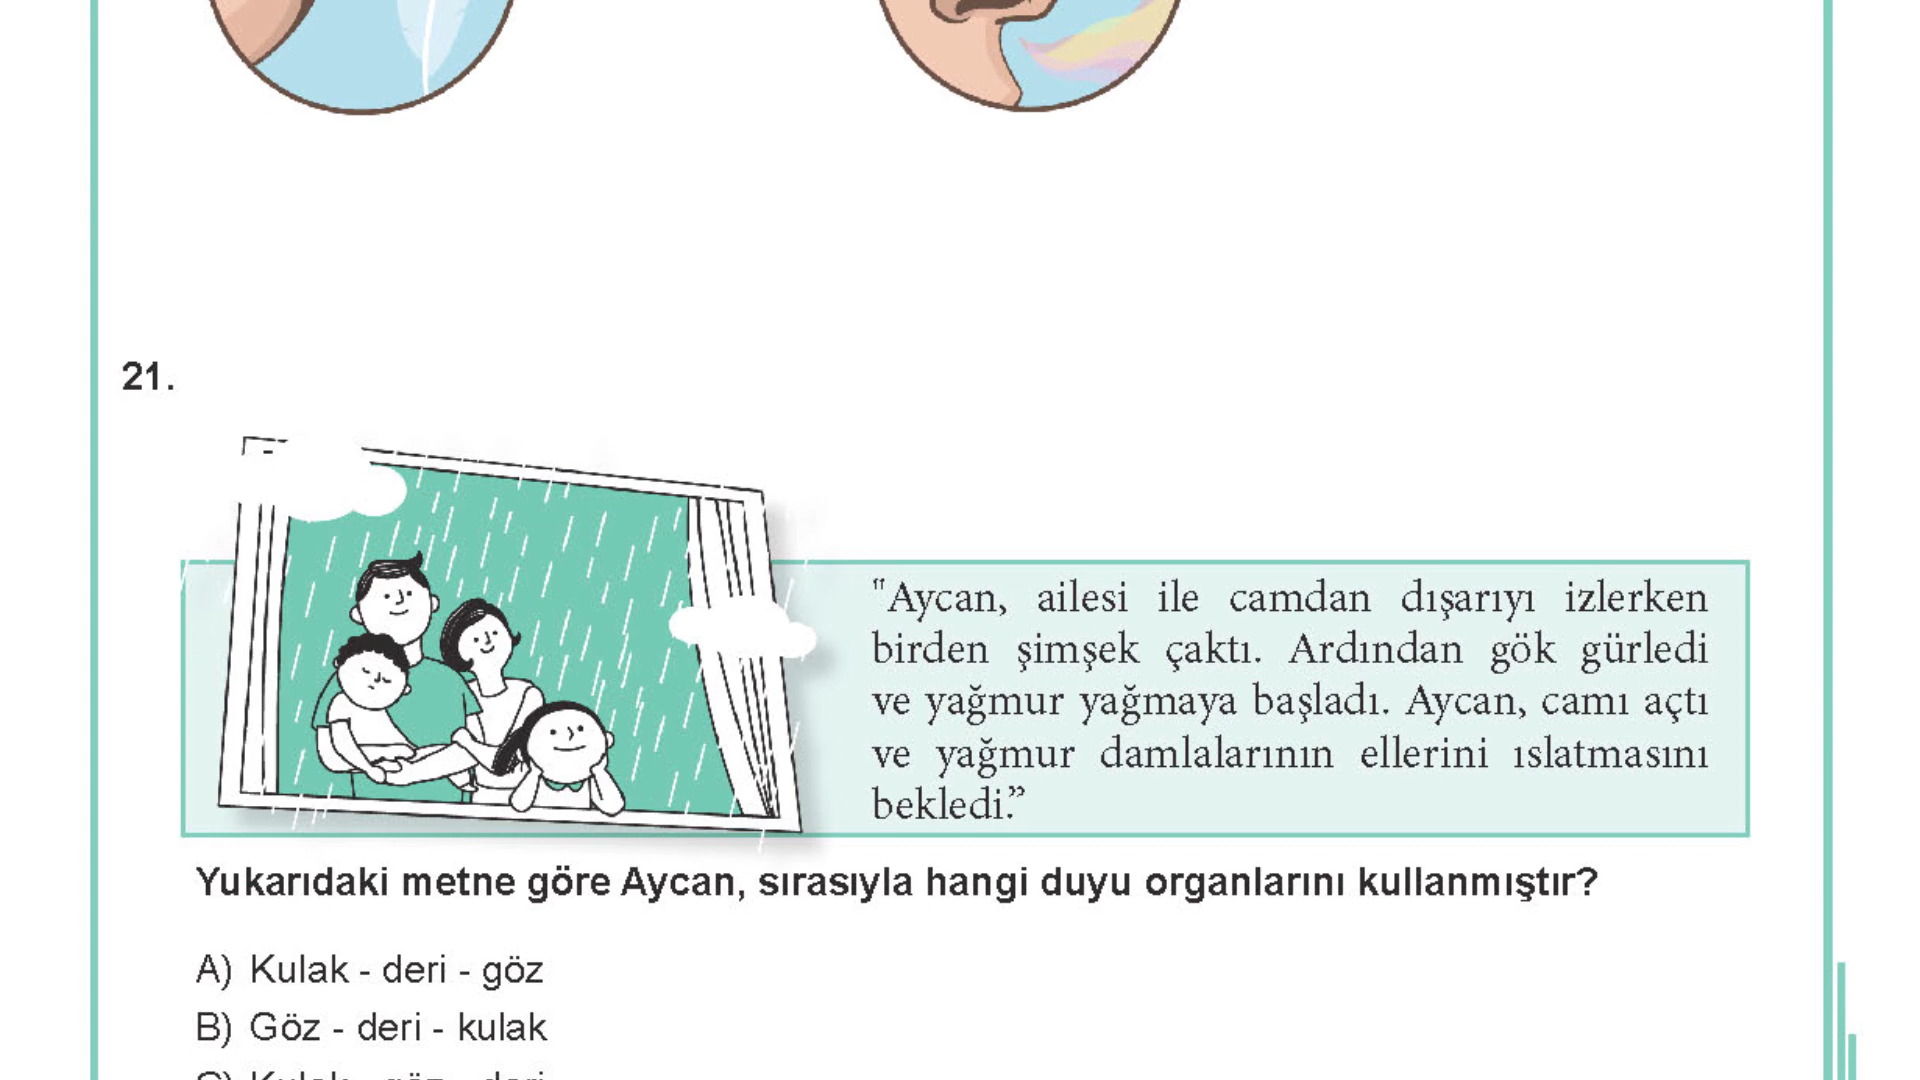 21.
"Aycan, ailesi ile camdan dışarıyı izlerken
birden şimşek çaktı. Ardından gök gürledi
ve yağmur yağmaya başladı. Aycan, camı açtı
ve yağmur damlalarının ellerini ıslatmasını
bekledi.”
Yukarıdaki metne göre Aycan, sırasıyla hangi duyu organlarını kullanmıştır?
A) Kulak - deri - göz
B) Göz - deri - kulak